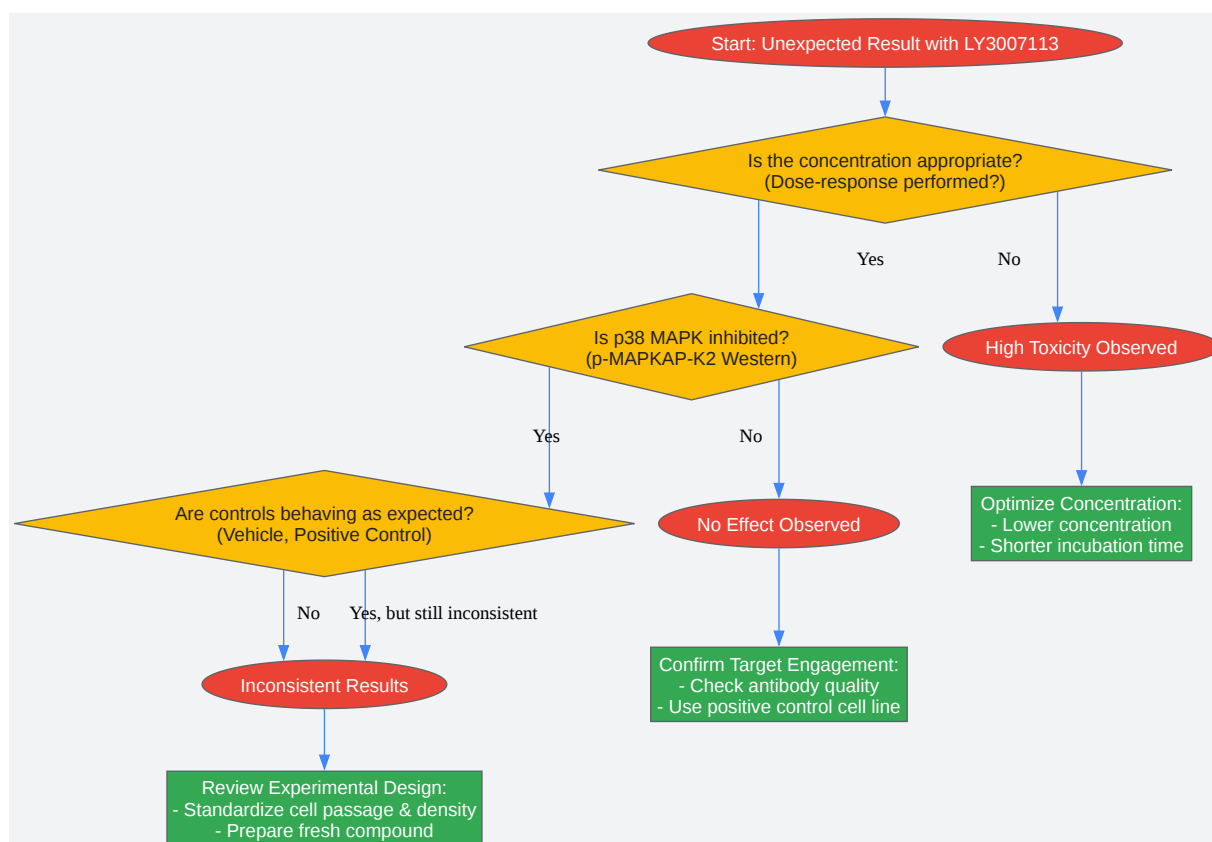 Start: Unexpected Result with LY3007113
Is the concentration appropriate?
(Dose-response performed?)
Yes
No
Is p38 MAPK inhibited?
(p-MAPKAP-K2 Western)
High Toxicity Observed
Yes
No
Optimize Concentration:
- Lower concentration
- Shorter incubation time
Are controls behaving as expected?
(Vehicle, Positive Control)
No Effect Observed
No
Yes, but still inconsistent
Confirm Target Engagement:
- Check antibody quality
- Use positive control cell line
Inconsistent Results
Review Experimental Design:
- Standardize cell passage & density
- Prepare fresh compound